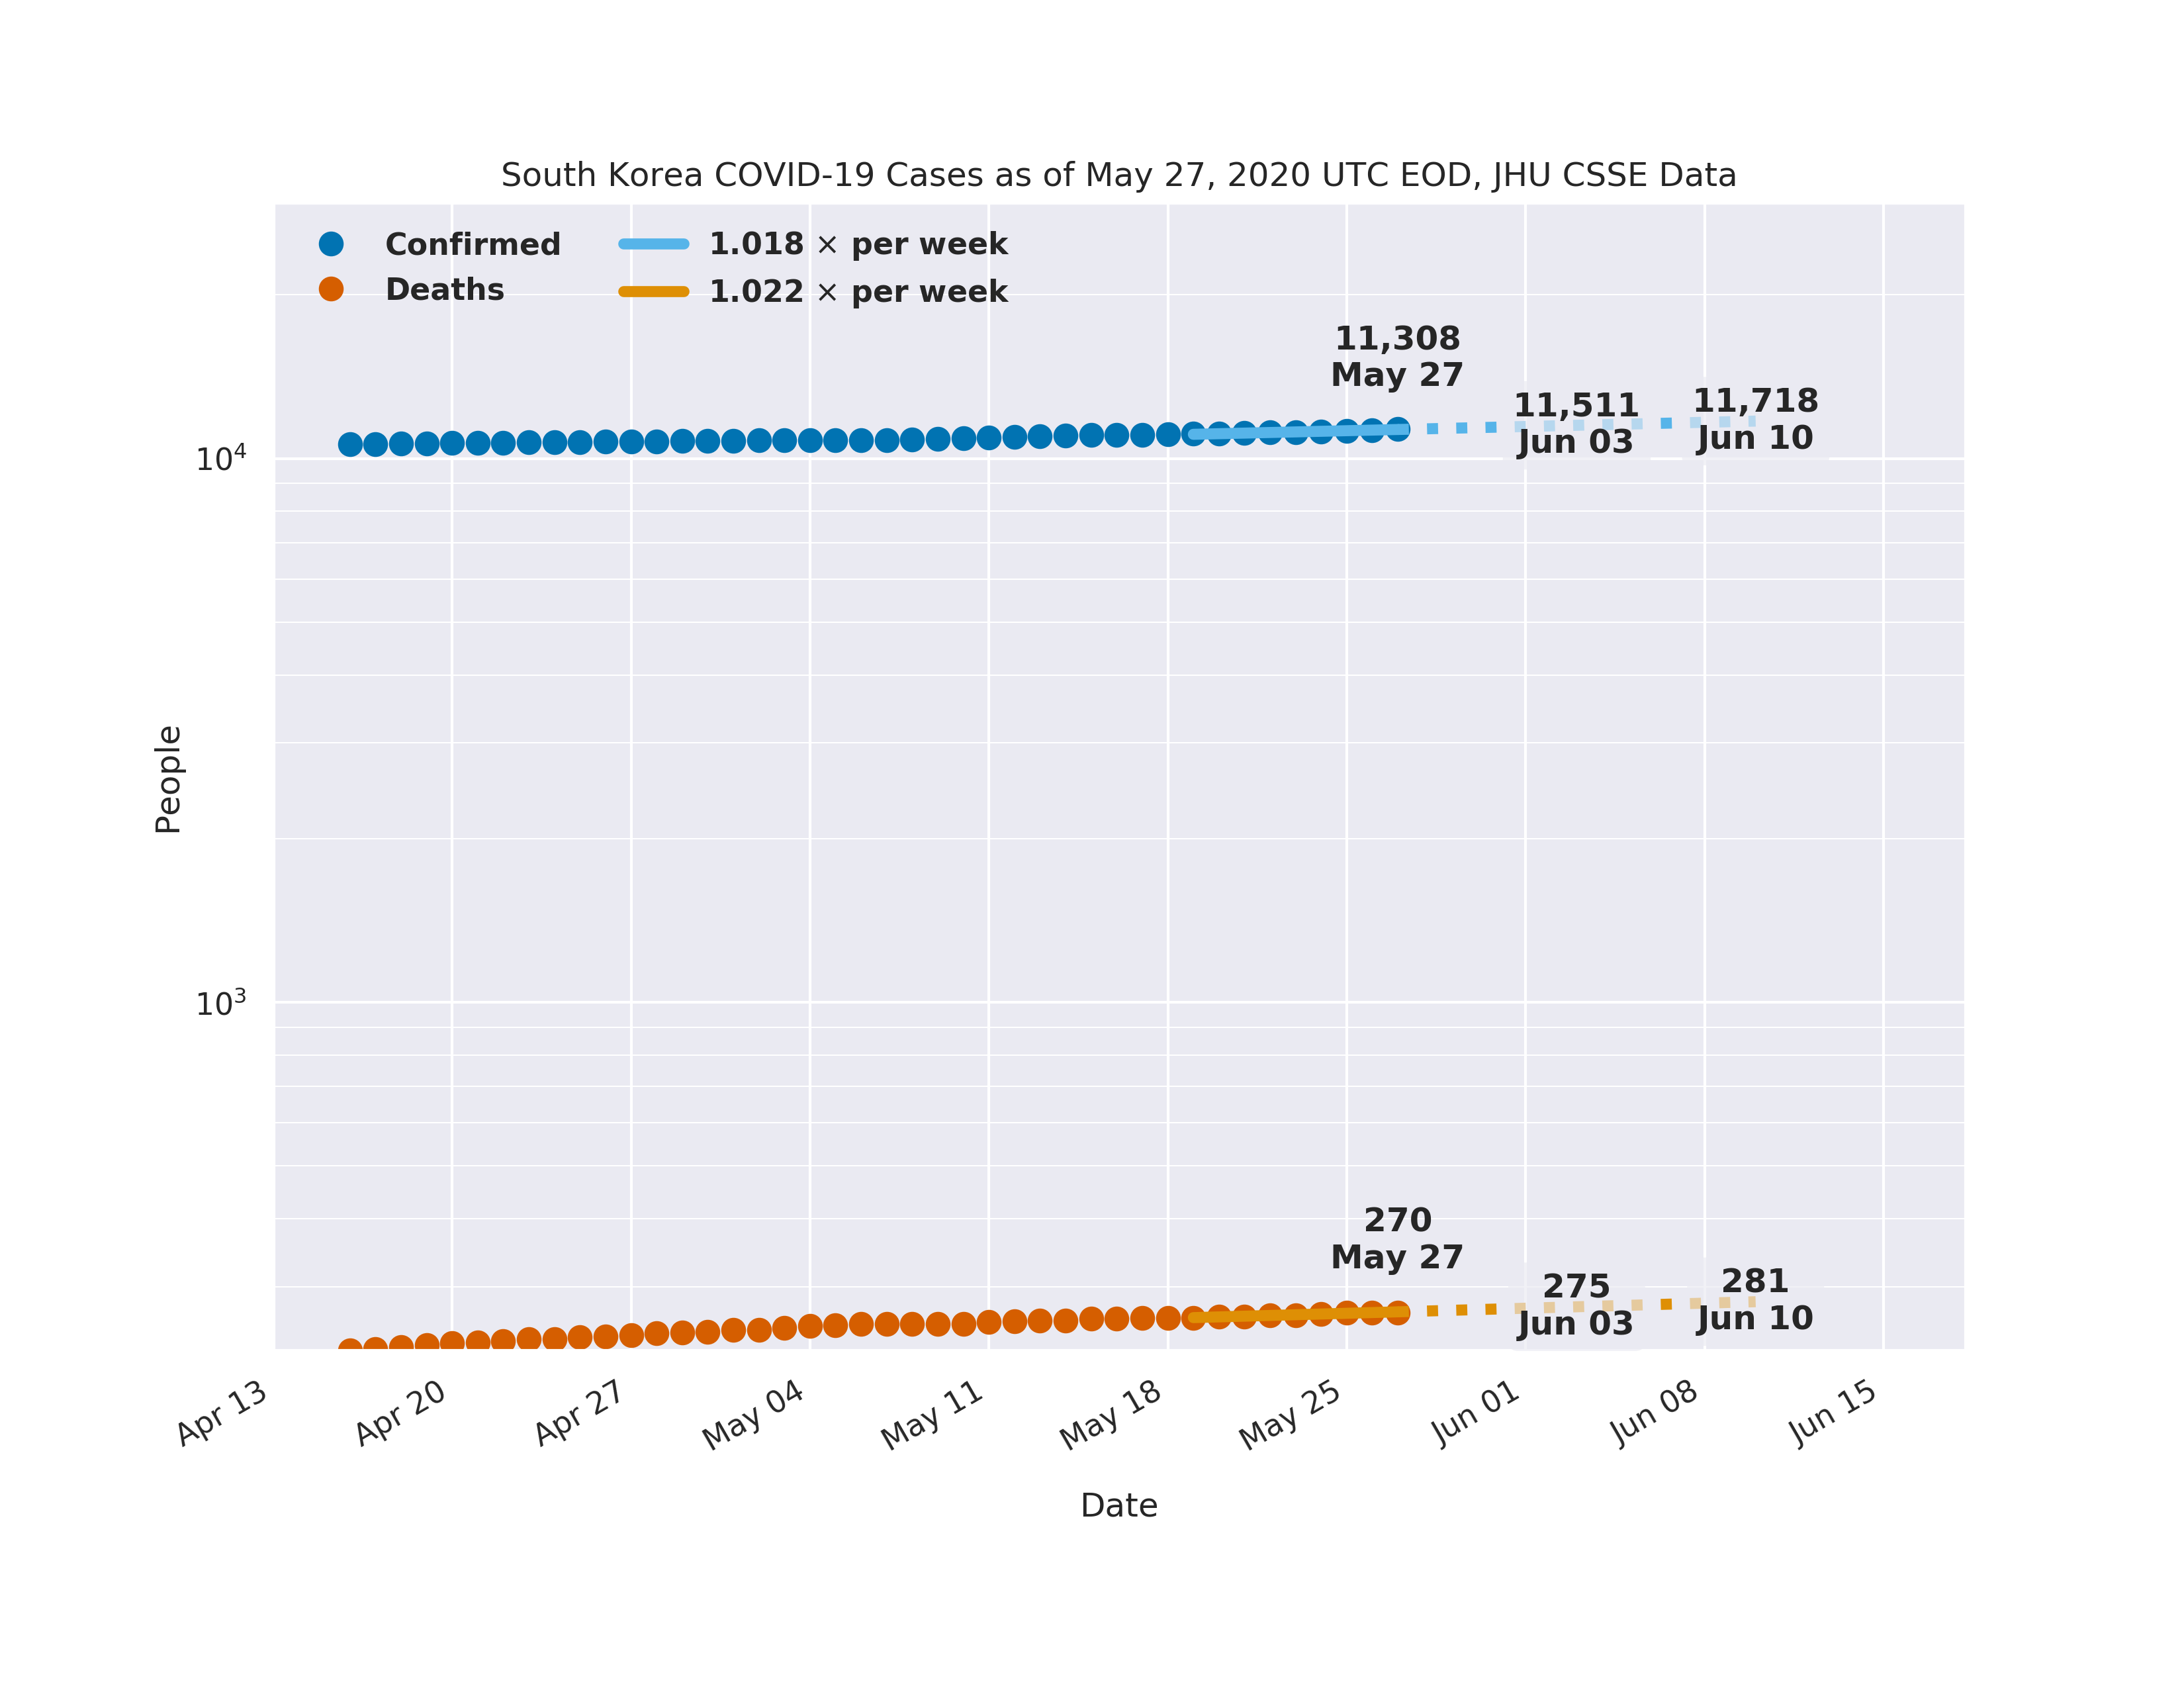 South Korea COVID-19 Cases as of May 27, 2020 UTC EOD, JHU CSSE Data
Confirmed
Deaths
1.018 × per week
1.022 × per week
11,308
May 27
11,511
Jun 03
11,718
Jun 10
10⁴
People
10³
270
May 27
275
Jun 03
281
Jun 10
Apr 13
Apr 20
Apr 27
May 04
May 11
May 18
May 25
Jun 01
Jun 08
Jun 15
Date